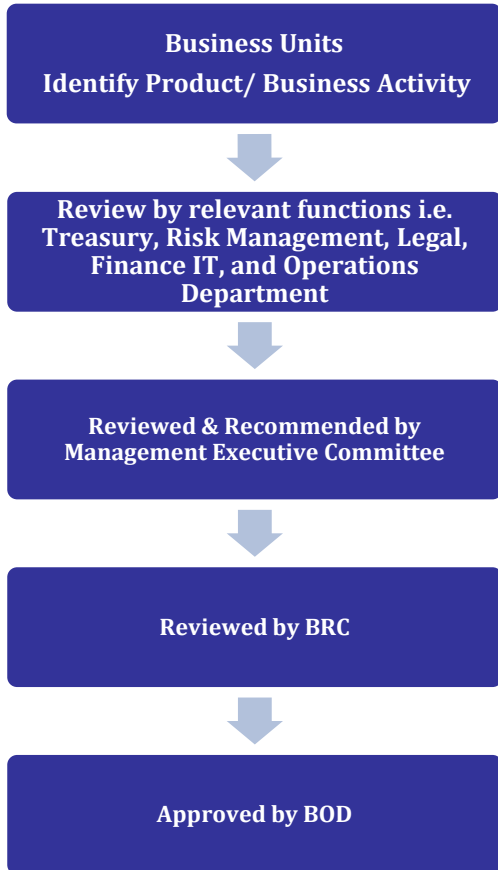 Business Units
Identify Product/ Business Activity
Review by relevant functions i.e.
Treasury, Risk Management, Legal,
Finance IT, and Operations
Department
Reviewed & Recommended by
Management Executive Committee
Reviewed by BRC
Approved by BOD